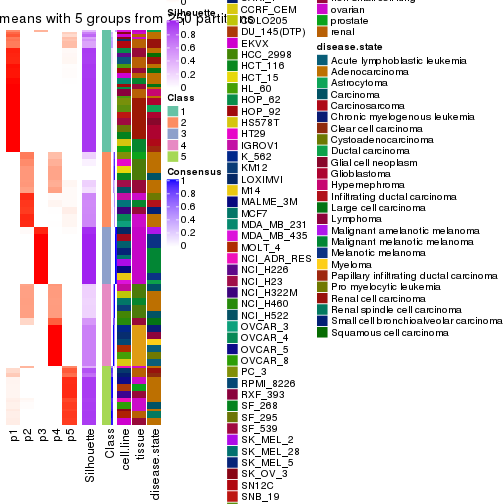 means with 5 groups from 250 partitions
Silhouette
0
1
0.8
0.6
0.4
0.2
0
Class
1
2
3
4
5
Consensus
1
0.8
0.6
0.4
0.2
0
p1
p2
p3
p4
p5
Silhouette
Class
cell.line
tissue
disease.state
CCRF_CEM
COLO205
DU_145(DTP)
EKVX
HCC_2998
HCT_116
HCT_15
HL_60
HOP_62
HOP_92
HS578T
HT29
IGROV1
K_562
KM12
LOXIMVI
M14
MALME_3M
MCF7
MDA_MB_231
MDA_MB_435
MOLT_4
NCI_ADR_RES
NCI_H226
NCI_H23
NCI_H322M
NCI_H460
NCI_H522
OVCAR_3
OVCAR_4
OVCAR_5
OVCAR_8
PC_3
RPMI_8226
RXF_393
SF_268
SF_295
SF_539
SK_MEL_2
SK_MEL_28
SK_MEL_5
SK_OV_3
SN12C
SNB_19
ovarian
prostate
renal
disease.state
Acute lymphoblastic leukemia
Adenocarcinoma
Astrocytoma
Carcinoma
Carcinosarcoma
Chronic myelogenous leukemia
Clear cell carcinoma
Cystoadenocarcinoma
Ductal carcinoma
Glial cell neoplasm
Glioblastoma
Hypernephroma
Infiltrating ductal carcinoma
Large cell carcinoma
Lymphoma
Malignant amelanotic melanoma
Malignant melanotic melanoma
Melanotic melanoma
Myeloma
Papillary infiltrating ductal carcinoma
Pro myelocytic leukemia
Renal cell carcinoma
Renal spindle cell carcinoma
Small cell bronchioalveolar carcinoma
Squamous cell carcinoma